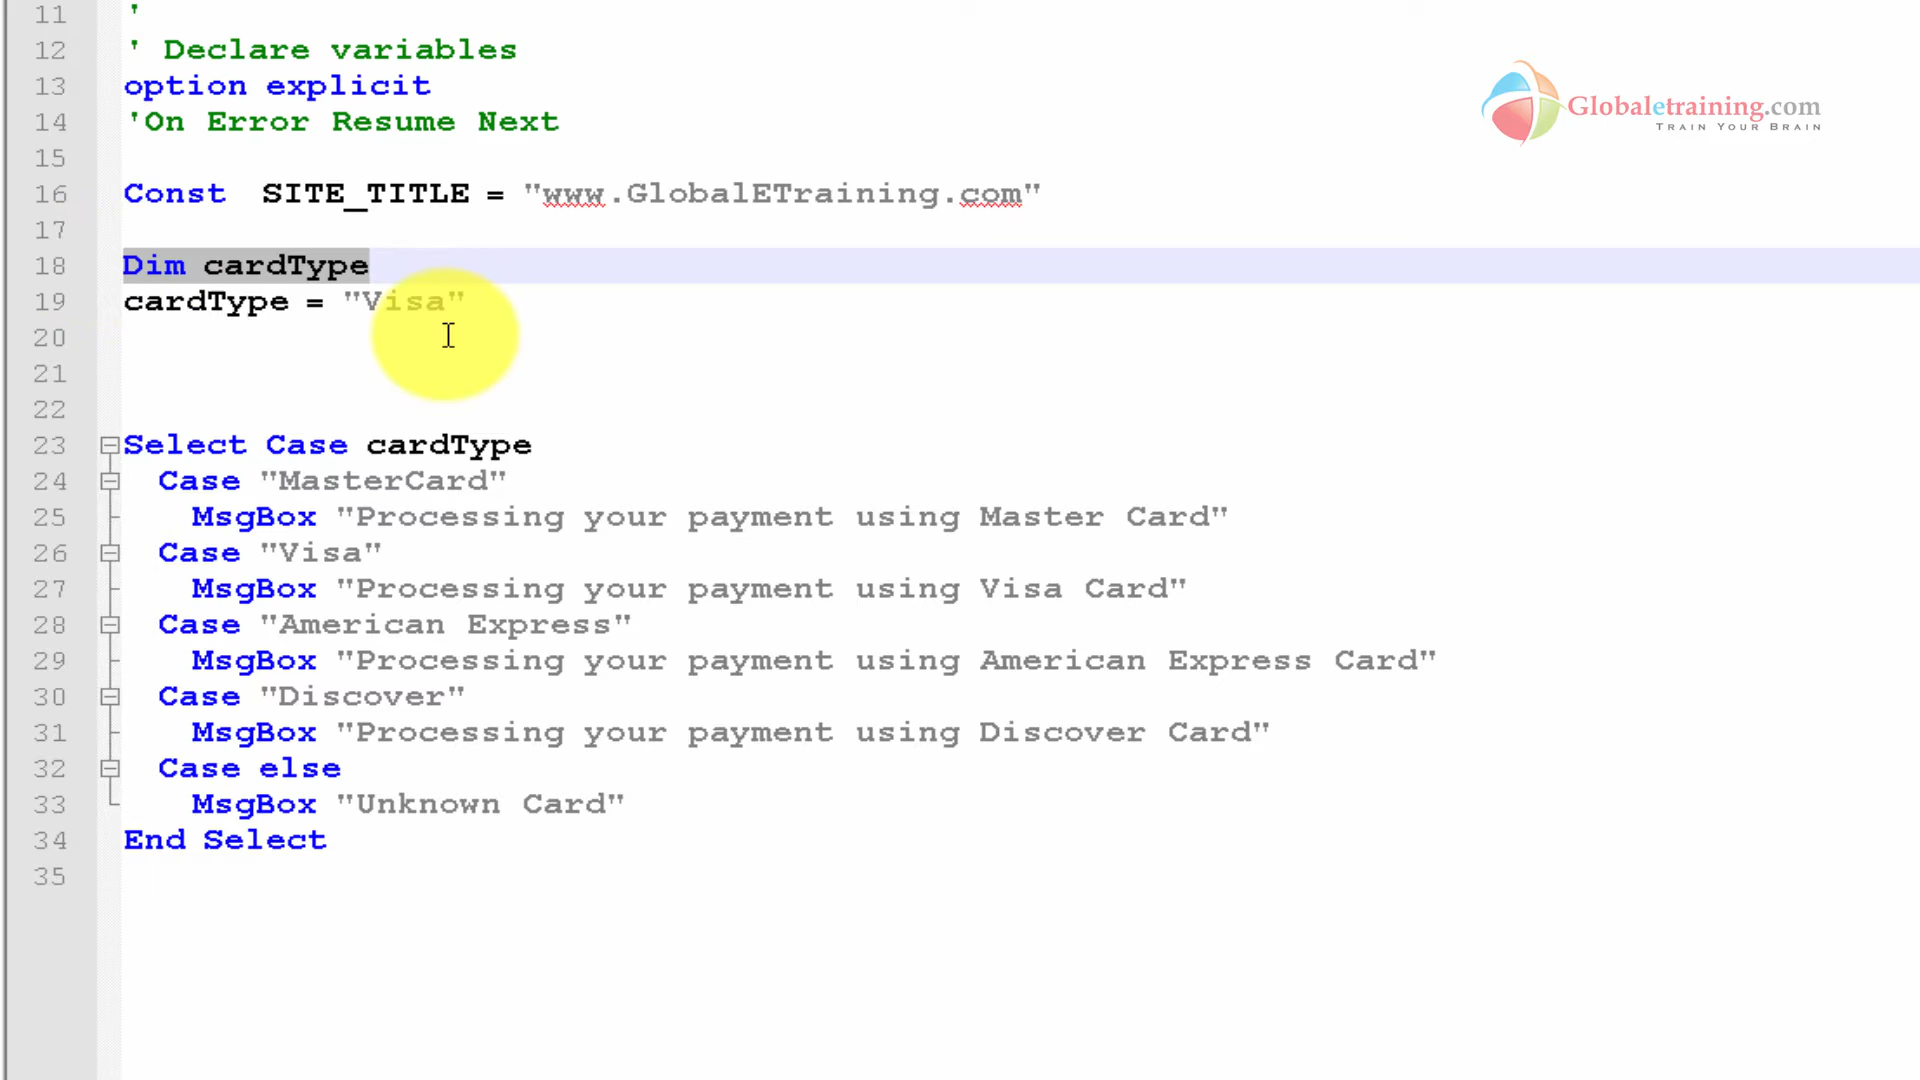 11 '
12 ' Declare variables
13 option explicit
14 'On Error Resume Next
15
16 Const  SITE_TITLE = "www.GlobalETraining.com"
17
18 Dim cardType
19 cardType = "Visa"
20
21
22
23 Select Case cardType
24   Case "MasterCard"
25     MsgBox "Processing your payment using Master Card"
26   Case "Visa"
27     MsgBox "Processing your payment using Visa Card"
28   Case "American Express"
29     MsgBox "Processing your payment using American Express Card"
30   Case "Discover"
31     MsgBox "Processing your payment using Discover Card"
32   Case else
33     MsgBox "Unknown Card"
34 End Select
35
Globaletraining.com
TRAIN YOUR BRAIN